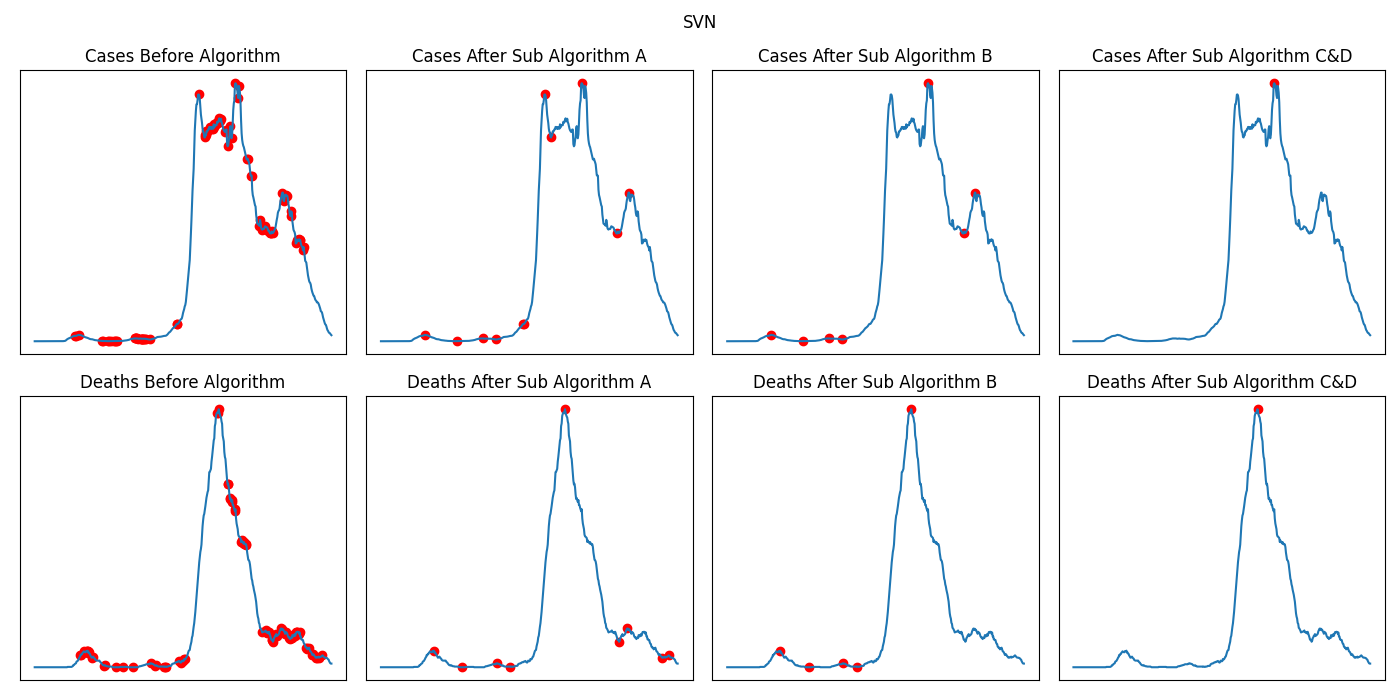 SVN
Cases Before Algorithm
Cases After Sub Algorithm A
Cases After Sub Algorithm B
Cases After Sub Algorithm C&D
Deaths Before Algorithm
Deaths After Sub Algorithm A
Deaths After Sub Algorithm B
Deaths After Sub Algorithm C&D